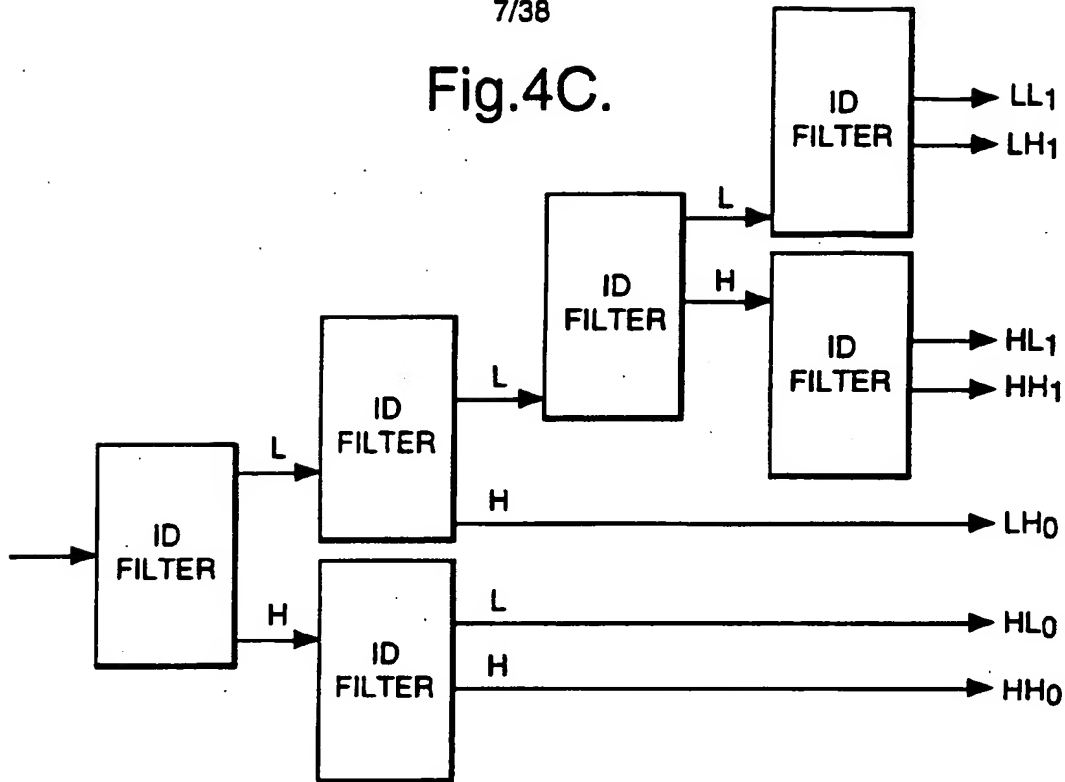 7/38
Fig.4C.
ID
FILTER
LL1
LH1
L
H
ID
FILTER
ID
FILTER
HL1
HH1
L
ID
FILTER
L
H
LH0
ID
FILTER
H
L
HL0
ID
FILTER
H
HH0